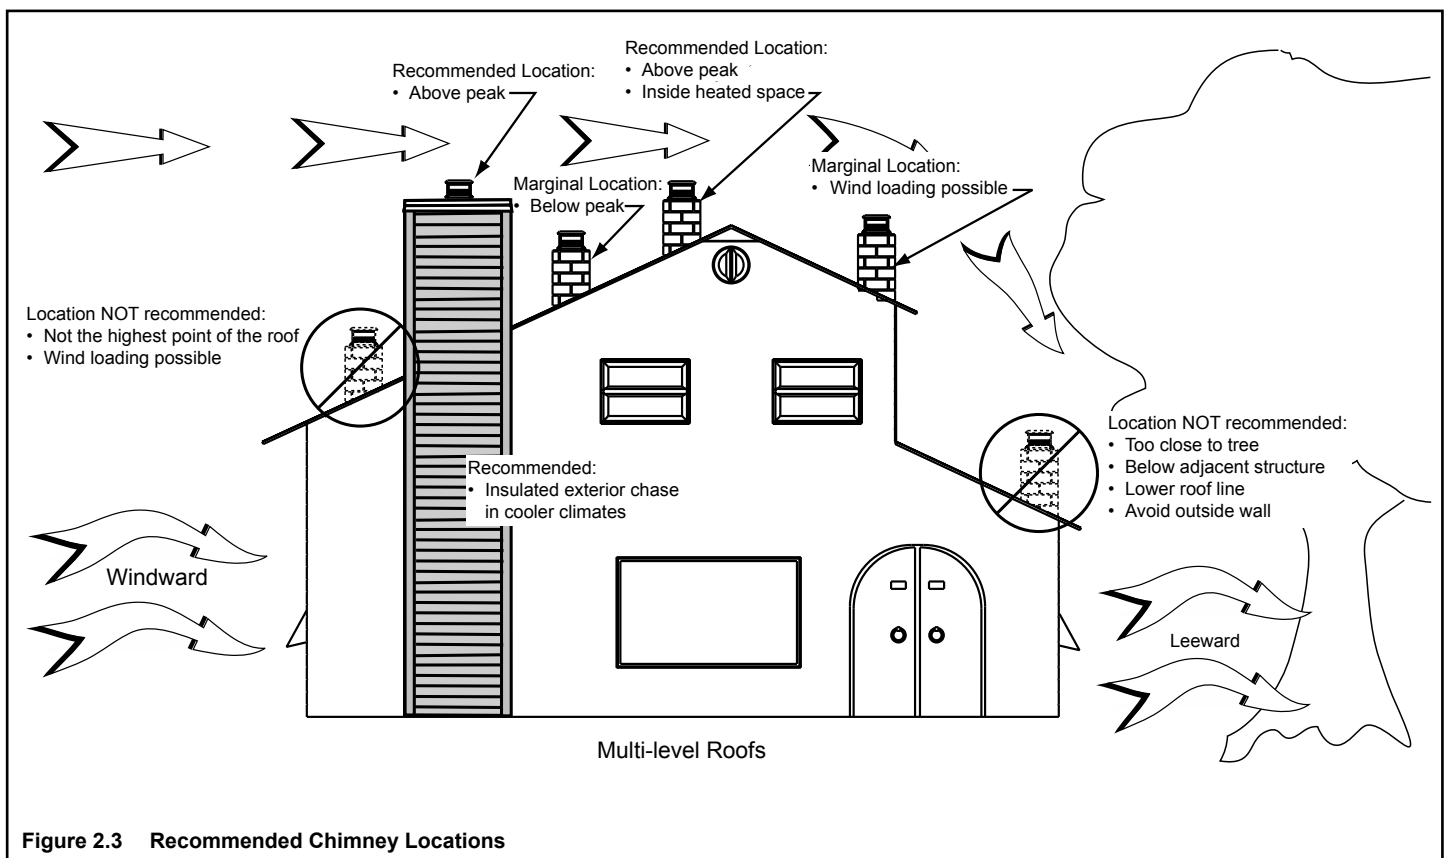 Recommended Location:
• Above peak
Recommended Location:
• Above peak
• Inside heated space
Marginal Location:
• Below peak
Marginal Location:
• Wind loading possible
Location NOT recommended:
• Not the highest point of the roof
• Wind loading possible
Recommended:
• Insulated exterior chase
in cooler climates
Location NOT recommended:
• Too close to tree
• Below adjacent structure
• Lower roof line
• Avoid outside wall
Windward
Leeward
Multi-level Roofs
Figure 2.3 Recommended Chimney Locations